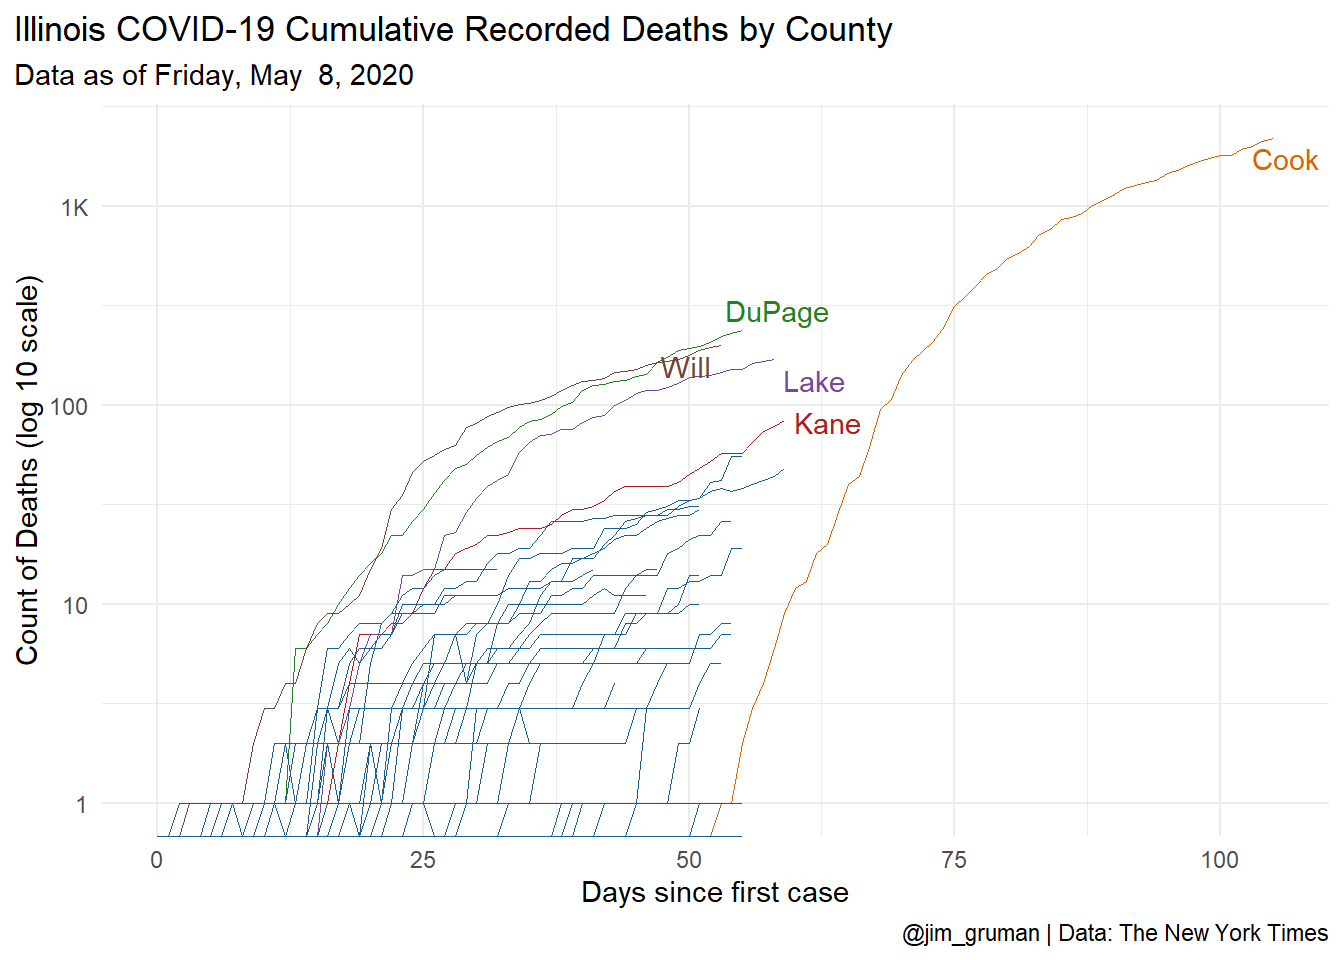 Illinois COVID-19 Cumulative Recorded Deaths by County
Data as of Friday, May  8, 2020
Count of Deaths (log 10 scale)
1K
100
10
1
Cook
DuPage
Will
Lake
Kane
0
25
50
75
100
Days since first case
@jim_gruman | Data: The New York Times